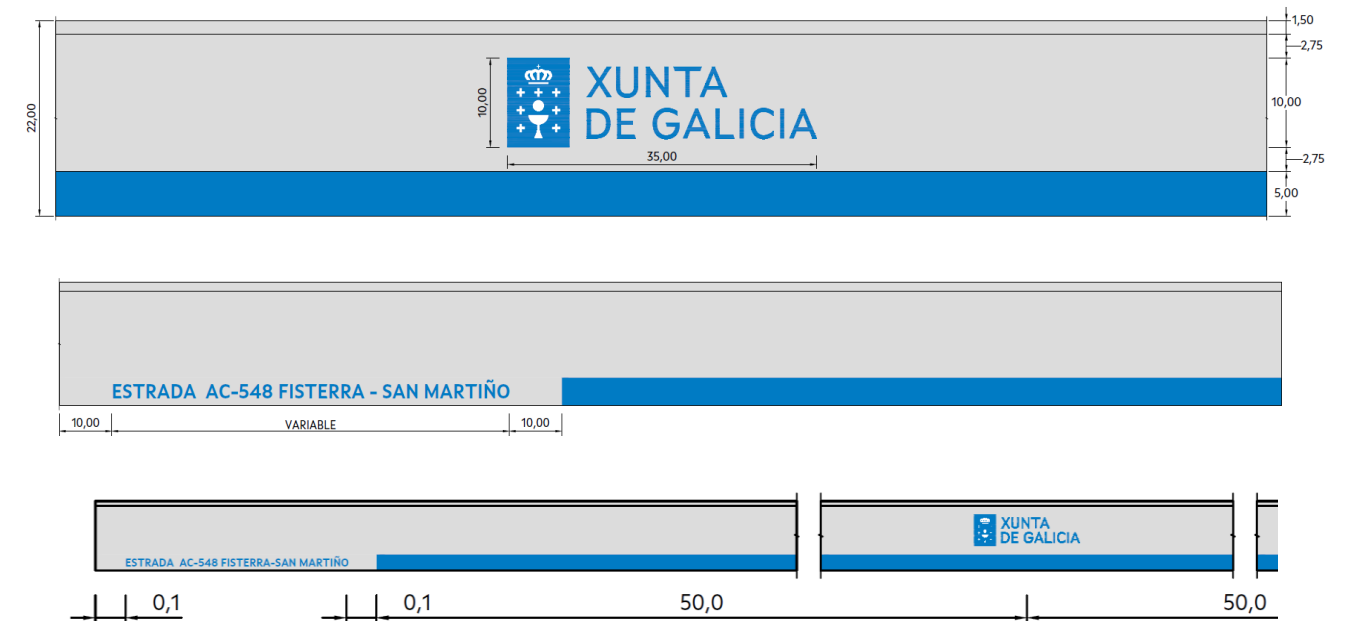 1,50
2,75
22,00
10,00
XUNTA
DE GALICIA
10,00
35,00
2,75
5,00
ESTRADA AC-548 FISTERRA - SAN MARTIÑO
10,00 VARIABLE 10,00
XUNTA
DE GALICIA
ESTRADA AC-548 FISTERRA-SAN MARTIÑO
0,1 0,1 50,0 50,0